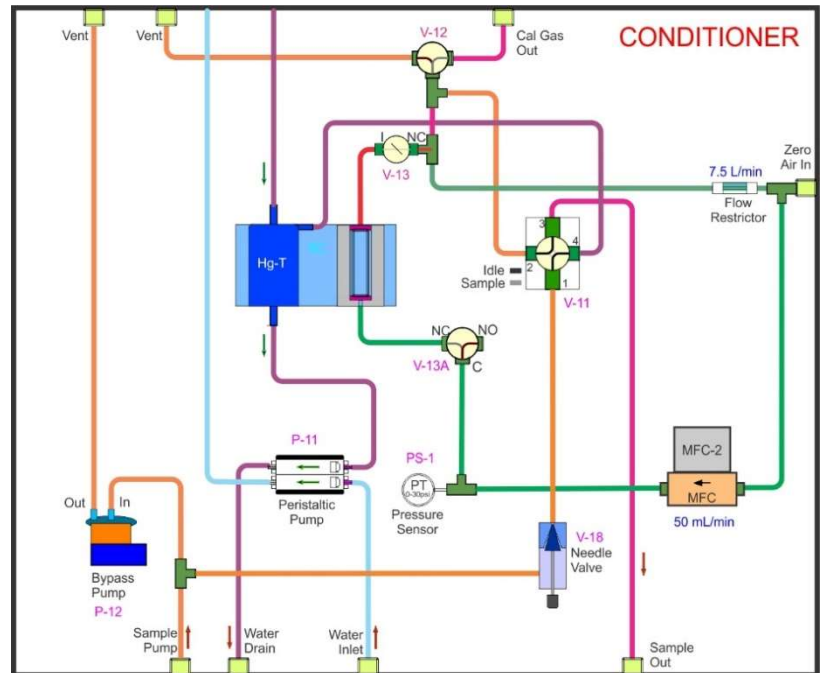 CONDITIONER
Vent
Vent
V-12
Cal Gas
Out
I
NC
V-13
Zero
Air In
7.5 L/min
Flow
Restrictor
3
4
2
1
Idle
Sample
V-11
Hg-T
NC
NO
V-13A
C
P-11
Peristaltic
Pump
PS-1
PT
0-30psi
Pressure
Sensor
MFC-2
MFC
50 mL/min
Out
In
Bypass
Pump
P-12
V-18
Needle
Valve
Sample
Pump
Water
Drain
Water
Inlet
Sample
Out